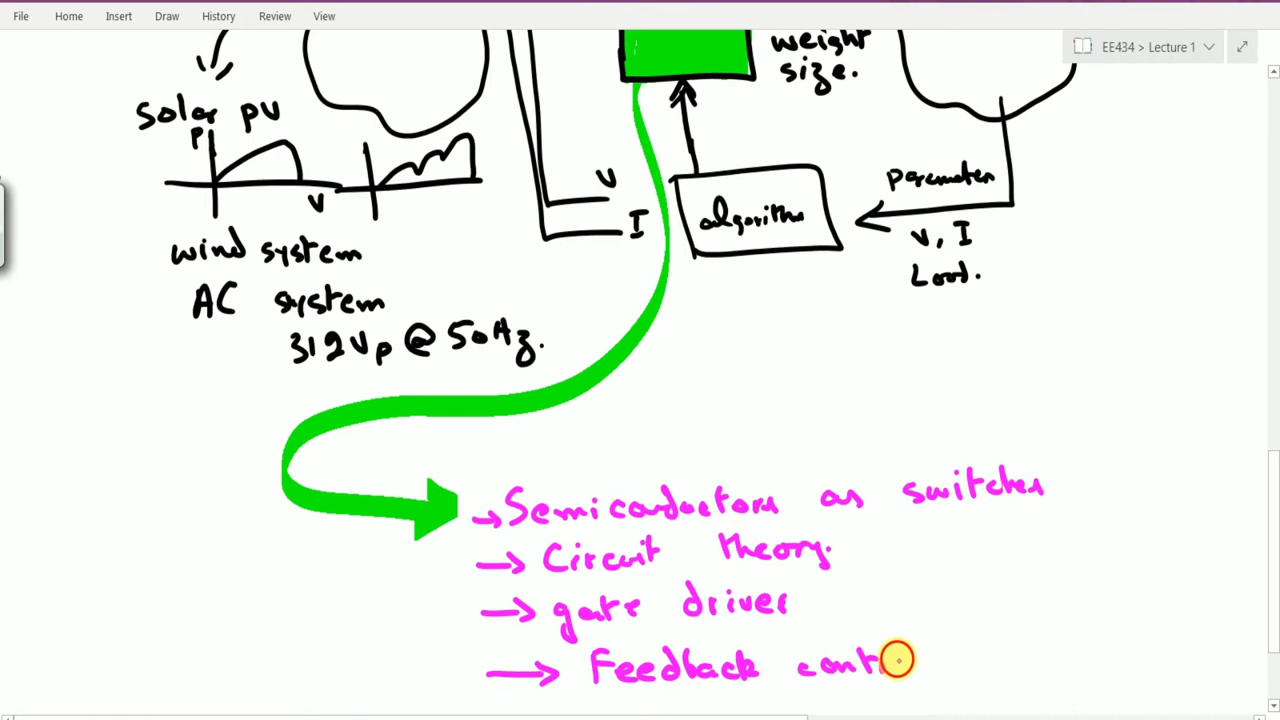 File Home Insert Draw History Review View
EE434 > Lecture 1
weight
size.
solar PV
P
V
V
I
algorithm
parameter
V, I
Load.
wind system
AC system
312Vp @ 50Hz.
→ Semiconductors as switches
→ Circuit theory.
→ gate driver
→ Feedback cont